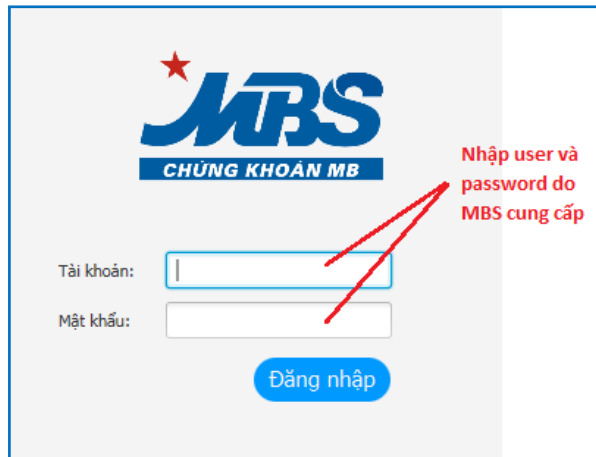 MBS
CHỨNG KHOÁN MB
Nhập user và
password do
MBS cung cấp
Tài khoản:
Mật khẩu:
Đăng nhập